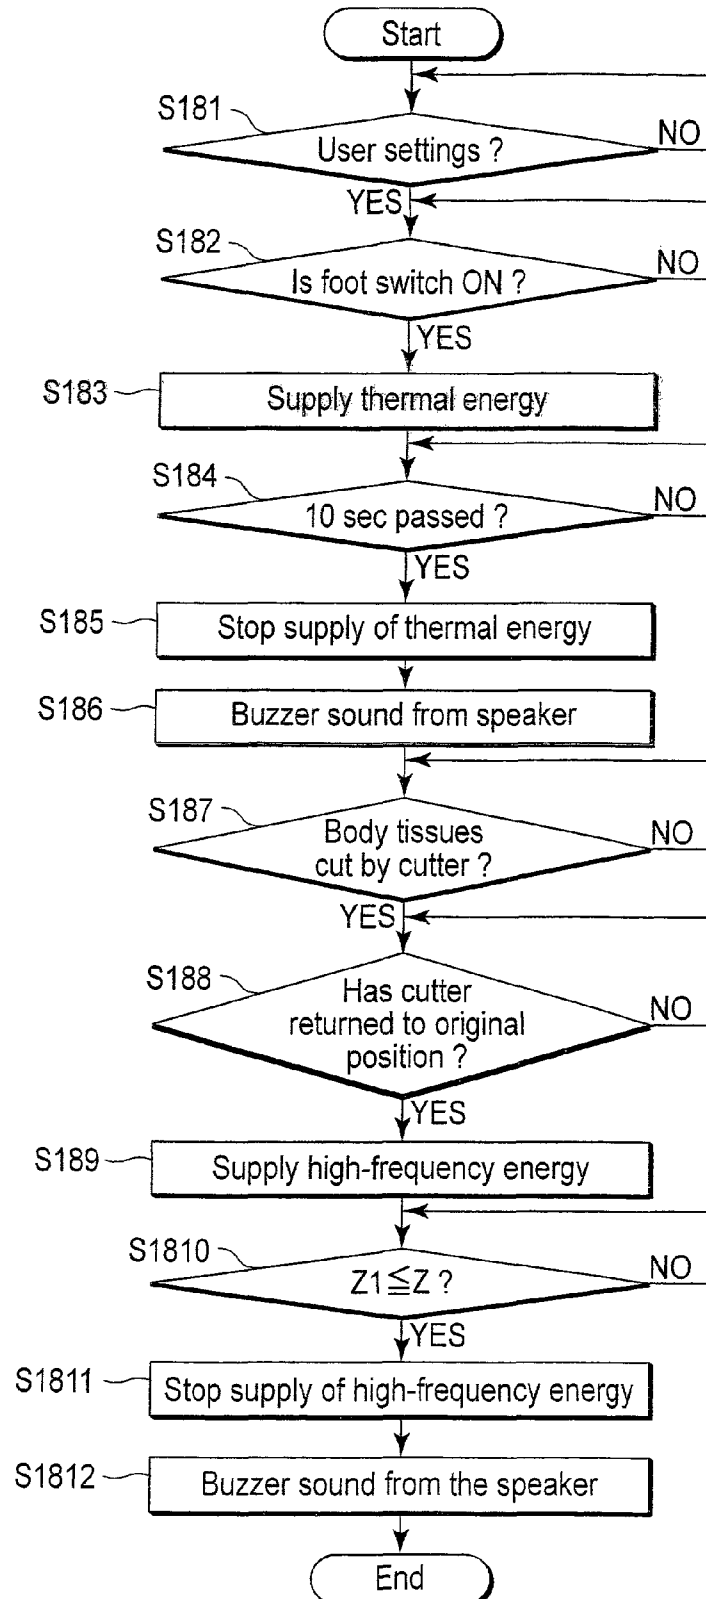 Start
S181
User settings ?
NO
YES
S182
Is foot switch ON ?
NO
YES
S183
Supply thermal energy
S184
10 sec passed ?
NO
YES
S185
Stop supply of thermal energy
S186
Buzzer sound from speaker
S187
Body tissues
cut by cutter ?
NO
YES
S188
Has cutter
returned to original
position ?
NO
YES
S189
Supply high-frequency energy
S1810
Z1≦Z ?
NO
YES
S1811
Stop supply of high-frequency energy
S1812
Buzzer sound from the speaker
End